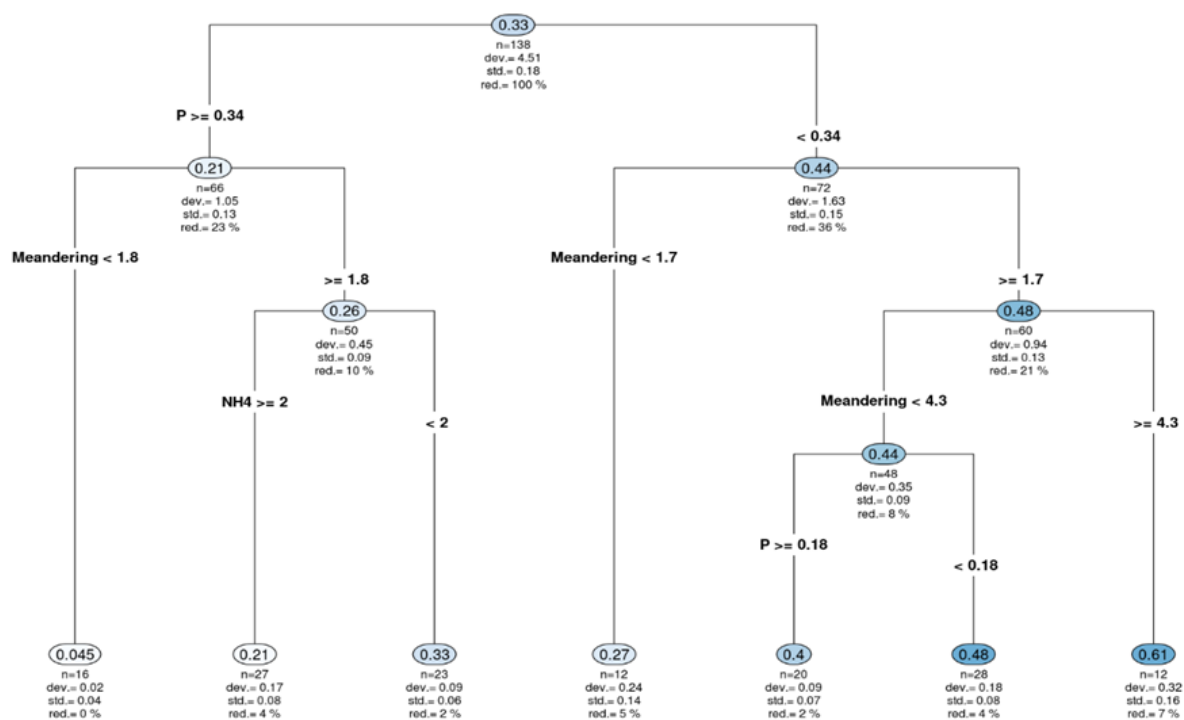 0.33
n=138
dev.= 4.51
std.= 0.18
red.= 100 %
P >= 0.34
< 0.34
0.21
n=66
dev.= 1.05
std.= 0.13
red.= 23 %
0.44
n=72
dev.= 1.63
std.= 0.15
red.= 36 %
Meandering < 1.8
>= 1.8
Meandering < 1.7
>= 1.7
0.26
n=50
dev.= 0.45
std.= 0.09
red.= 10 %
0.48
n=60
dev.= 0.94
std.= 0.13
red.= 21 %
NH4 >= 2
< 2
Meandering < 4.3
>= 4.3
0.44
n=48
dev.= 0.35
std.= 0.09
red.= 8 %
P >= 0.18
< 0.18
0.045
n=16
dev.= 0.02
std.= 0.04
red.= 0 %
0.21
n=27
dev.= 0.17
std.= 0.08
red.= 4 %
0.33
n=23
dev.= 0.09
std.= 0.06
red.= 2 %
0.27
n=12
dev.= 0.24
std.= 0.14
red.= 5 %
0.4
n=20
dev.= 0.09
std.= 0.07
red.= 2 %
0.48
n=28
dev.= 0.18
std.= 0.08
red.= 4 %
0.61
n=12
dev.= 0.32
std.= 0.16
red.= 7 %